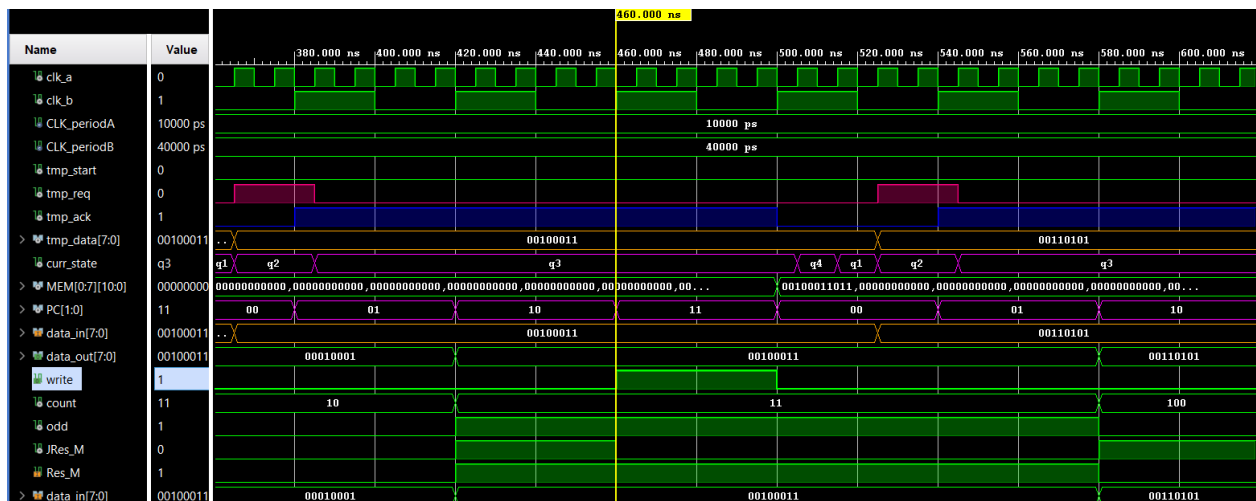 460.000 ns
Name Value 380.000 ns 400.000 ns 420.000 ns 440.000 ns 460.000 ns 480.000 ns 500.000 ns 520.000 ns 540.000 ns 560.000 ns 580.000 ns 600.000 ns
clk_a 0
clk_b 1
CLK_periodA 10000 ps 10000 ps
CLK_periodB 40000 ps 40000 ps
tmp_start 0
tmp_req 0
tmp_ack 1
> tmp_data[7:0] 00100011 .. 00100011 00110101
curr_state q3 q1 q2 q3 q4 q1 q2 q3
> MEM[0:7][10:0] 00000000 00000000000,00000000000,00000000000,00000000000,00000000000,00000000000,00... 00100011011,00000000000,00000000000,00000000000,00000000000,00...
> PC[1:0] 11 00 01 10 11 00 01 10
> data_in[7:0] 00100011 .. 00100011 00110101
> data_out[7:0] 00100011 00010001 00100011 00110101
write 1
count 11 10 11 100
odd 1
JRes_M 0
Res_M 1
> data_in[7:0] 00100011 00010001 00100011 00110101